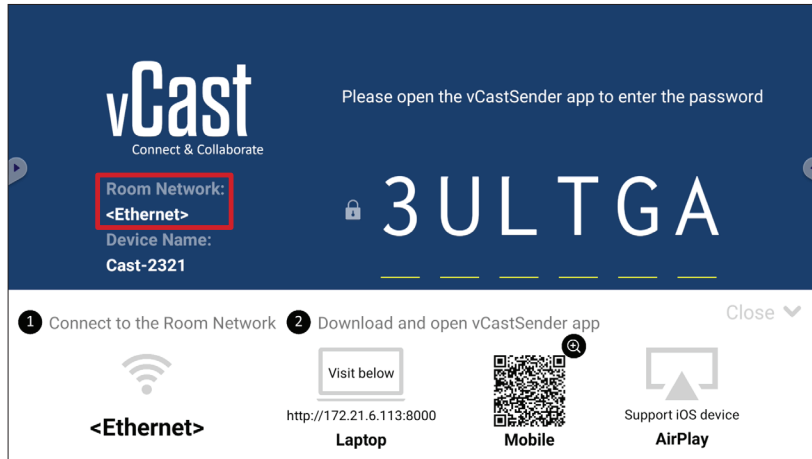 vCast
Connect & Collaborate
Please open the vCastSender app to enter the password
Room Network:
<Ethernet>
Device Name:
Cast-2321
3ULTGA
1 Connect to the Room Network
2 Download and open vCastSender app
Close
<Ethernet>
Visit below
http://172.21.6.113:8000
Laptop
Mobile
Support iOS device
AirPlay